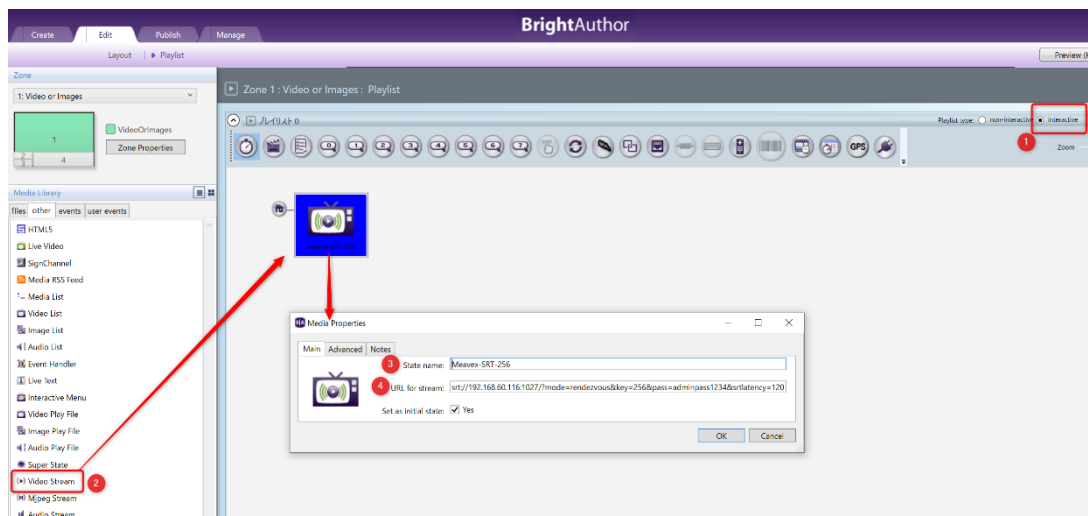 BrightAuthor
Create Edit Publish Manage
Layout Playlist
Preview (
Zone
1: Video or Images
Zone 1 : Video or Images : Playlist
1
2
3
4
VideoOrImages
Zone Properties
プレイリスト 0
Playlist type: non-interactive interactive
1
Zoom
GPS
Media Library
files other events user events
HTML5
Live Video
SignChannel
Media RSS Feed
Media List
Video List
Image List
Audio List
Event Handler
Live Text
Interactive Menu
Video Play File
Image Play File
Audio Play File
Super State
Video Stream
2
Mjpeg Stream
Audio Stream
Meavex-SRT-256
Media Properties
Main Advanced Notes
3 State name: Meavex-SRT-256
4 URL for stream: srt://192.168.60.116:1027/?mode=rendezvous&key=256&pass=adminpass1234&srtlatency=120
Set as initial state: Yes
OK Cancel